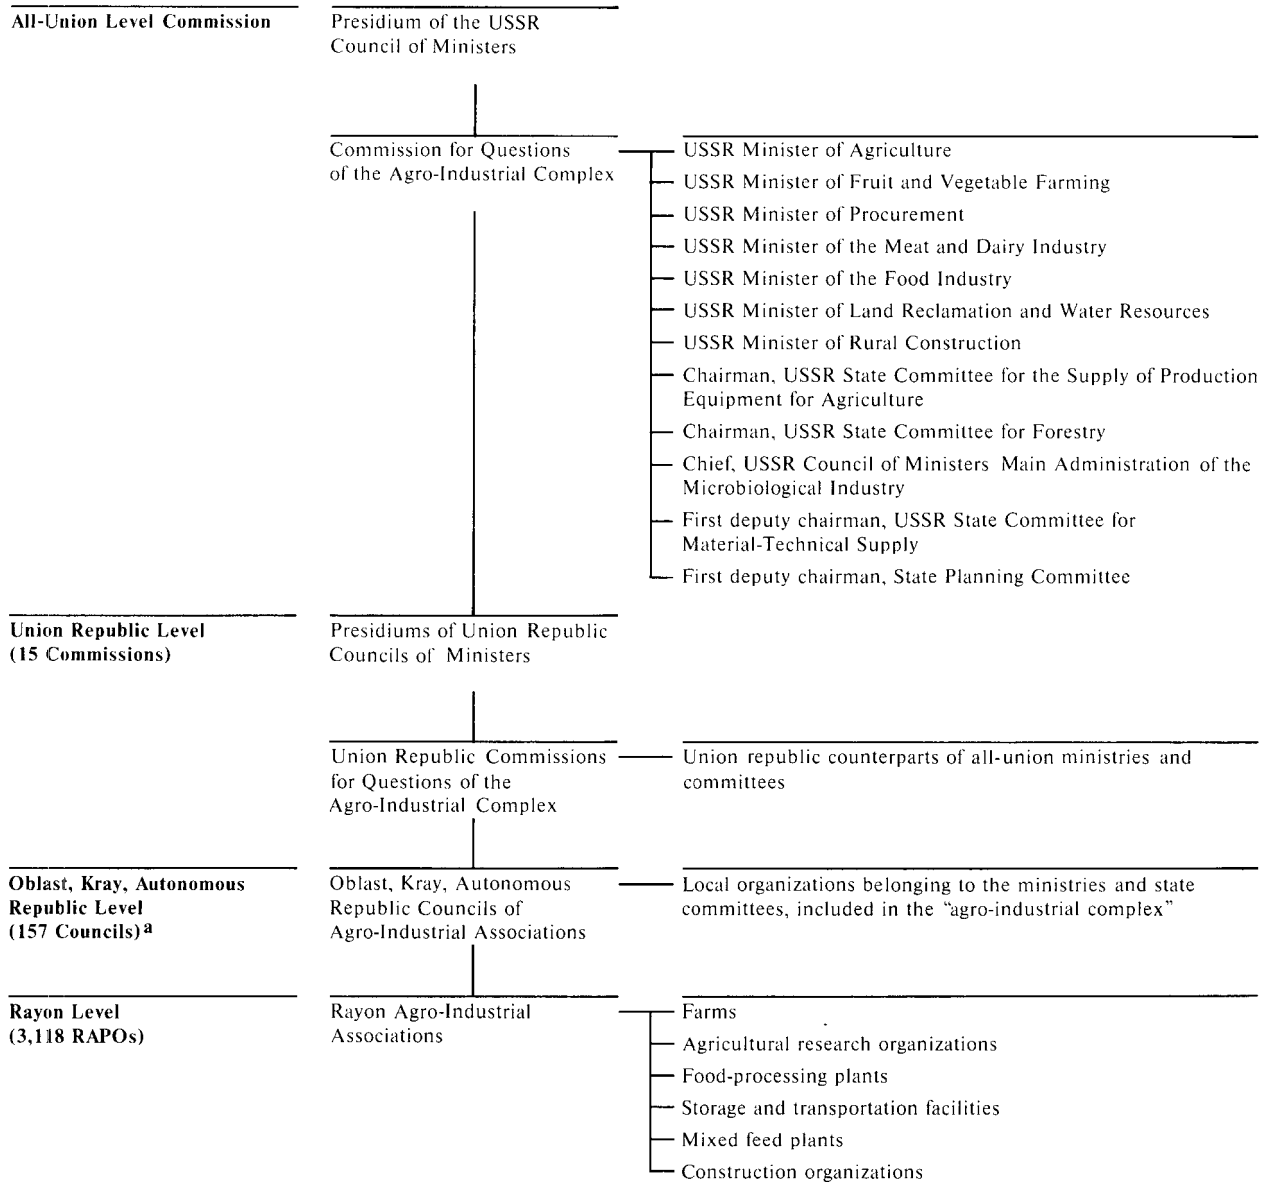 All-Union Level Commission
Presidium of the USSR
Council of Ministers
Commission for Questions
of the Agro-Industrial Complex
USSR Minister of Agriculture
USSR Minister of Fruit and Vegetable Farming
USSR Minister of Procurement
USSR Minister of the Meat and Dairy Industry
USSR Minister of the Food Industry
USSR Minister of Land Reclamation and Water Resources
USSR Minister of Rural Construction
Chairman, USSR State Committee for the Supply of Production
Equipment for Agriculture
Chairman, USSR State Committee for Forestry
Chief, USSR Council of Ministers Main Administration of the
Microbiological Industry
First deputy chairman, USSR State Committee for
Material-Technical Supply
First deputy chairman, State Planning Committee
Union Republic Level
(15 Commissions)
Presidiums of Union Republic
Councils of Ministers
Union Republic Commissions
for Questions of the
Agro-Industrial Complex
Union republic counterparts of all-union ministries and
committees
Oblast, Kray, Autonomous
Republic Level
(157 Councils) a
Oblast, Kray, Autonomous
Republic Councils of
Agro-Industrial Associations
Local organizations belonging to the ministries and state
committees, included in the “agro-industrial complex”
Rayon Level
(3,118 RAPOs)
Rayon Agro-Industrial
Associations
Farms
Agricultural research organizations
Food-processing plants
Storage and transportation facilities
Mixed feed plants
Construction organizations